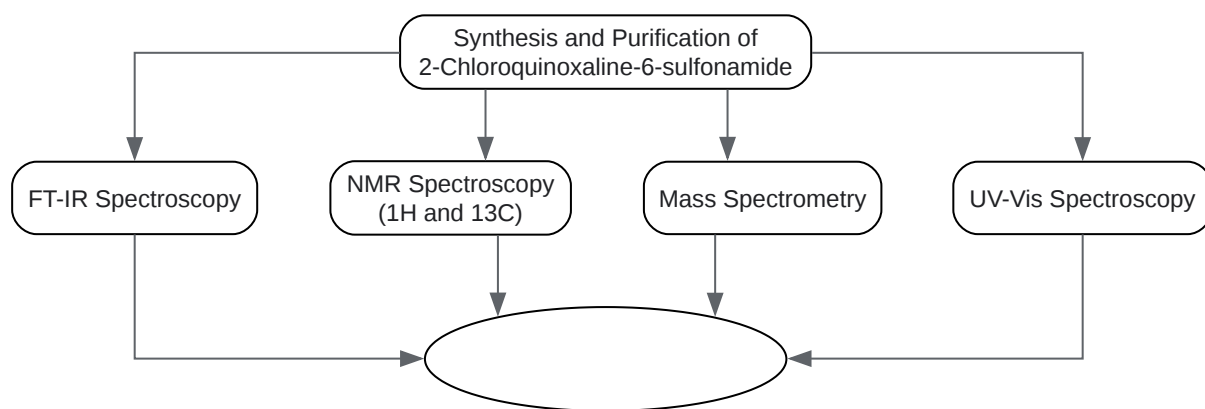 Synthesis and Purification of
2-Chloroquinoxaline-6-sulfonamide
FT-IR Spectroscopy
NMR Spectroscopy
(1H and 13C)
Mass Spectrometry
UV-Vis Spectroscopy